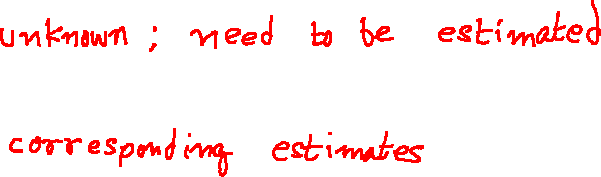 unknown ; need to be estimated
corresponding estimates